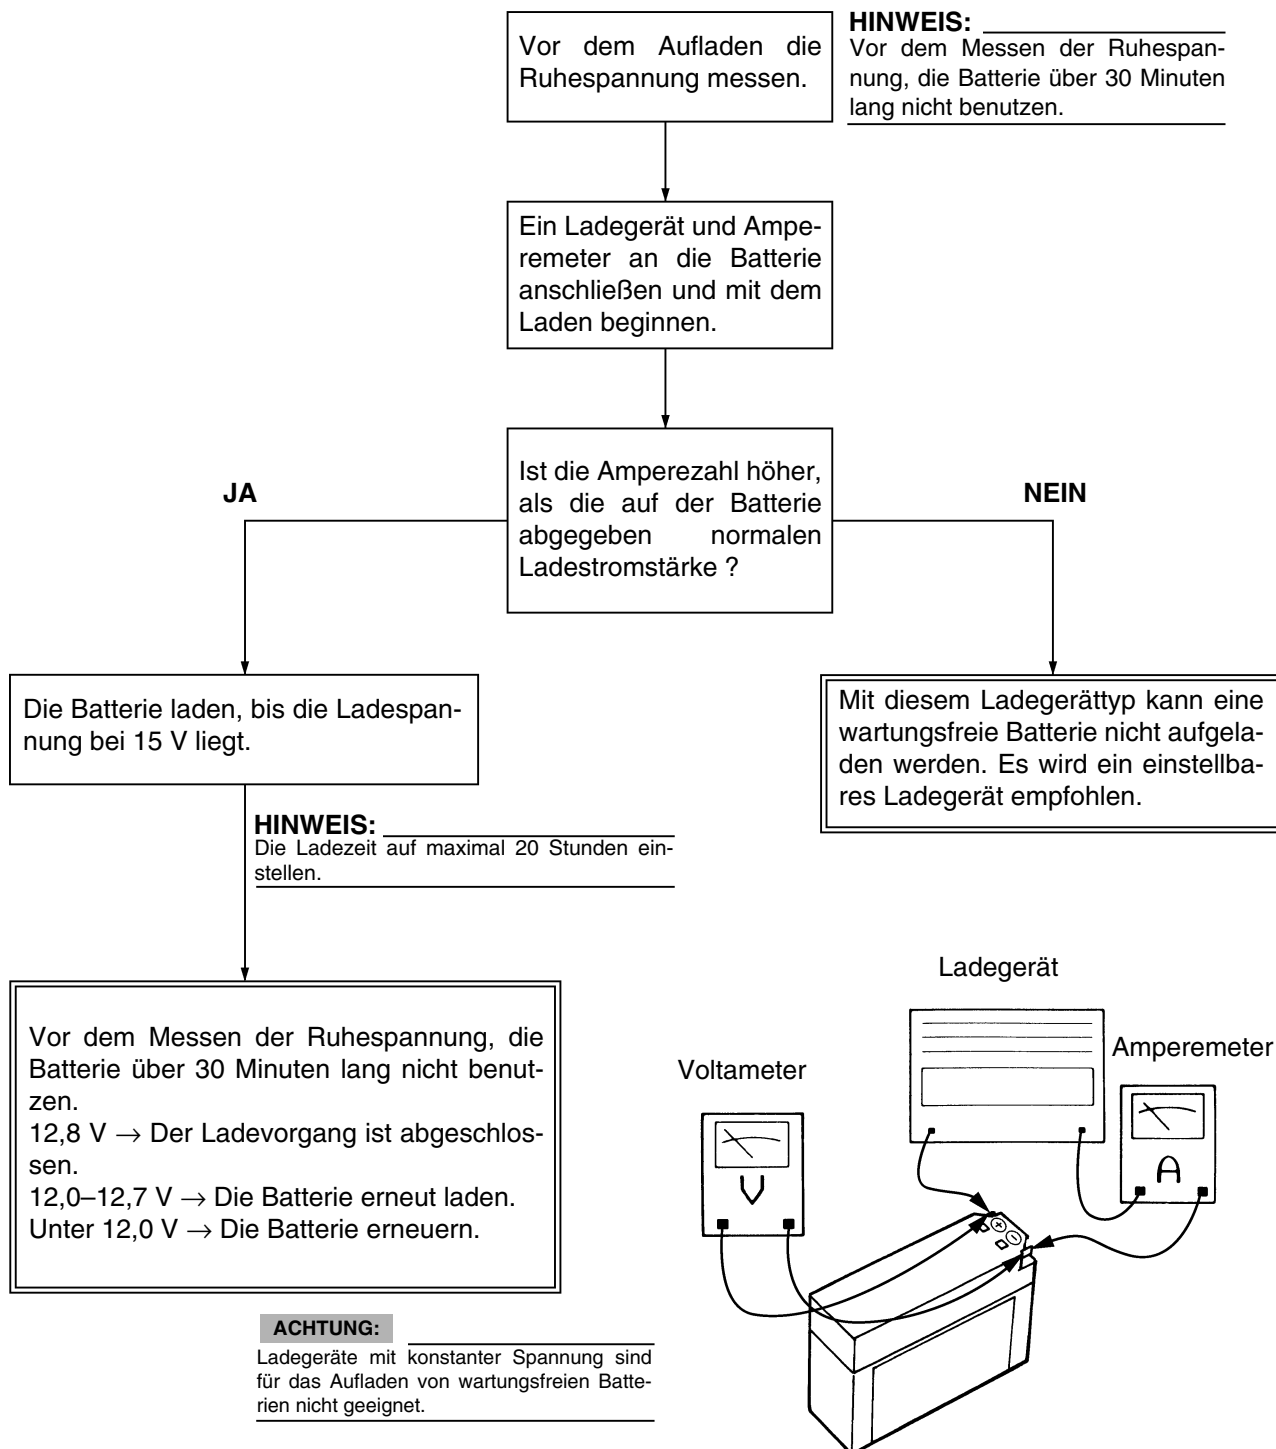 Vor dem Aufladen die
Ruhespannung messen.
HINWEIS:
Vor dem Messen der Ruhespan-
nung, die Batterie über 30 Minuten
lang nicht benutzen.
Ein Ladegerät und Ampe-
remeter an die Batterie
anschließen und mit dem
Laden beginnen.
Ist die Amperezahl höher,
als die auf der Batterie
abgegeben normalen
Ladestromstärke ?
JA
NEIN
Die Batterie laden, bis die Ladespan-
nung bei 15 V liegt.
Mit diesem Ladegerättyp kann eine
wartungsfreie Batterie nicht aufgela-
den werden. Es wird ein einstellba-
res Ladegerät empfohlen.
HINWEIS:
Die Ladezeit auf maximal 20 Stunden ein-
stellen.
Vor dem Messen der Ruhespannung, die
Batterie über 30 Minuten lang nicht benut-
zen.
12,8 V → Der Ladevorgang ist abgeschlos-
sen.
12,0–12,7 V → Die Batterie erneut laden.
Unter 12,0 V → Die Batterie erneuern.
ACHTUNG:
Ladegeräte mit konstanter Spannung sind
für das Aufladen von wartungsfreien Batte-
rien nicht geeignet.
Ladegerät
Voltameter
Amperemeter
V
A
+
−